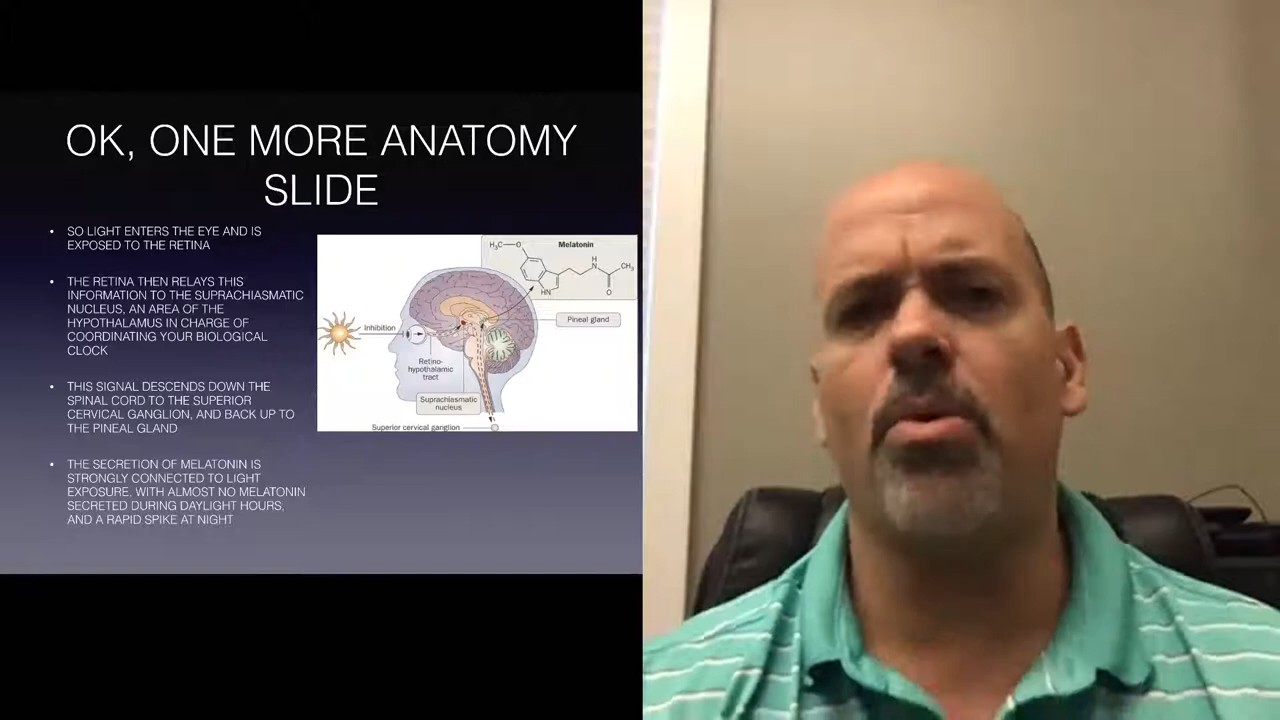 OK, ONE MORE ANATOMY
SLIDE
• SO LIGHT ENTERS THE EYE AND IS
EXPOSED TO THE RETINA
• THE RETINA THEN RELAYS THIS
INFORMATION TO THE SUPRACHIASMATIC
NUCLEUS, AN AREA OF THE
HYPOTHALAMUS IN CHARGE OF
COORDINATING YOUR BIOLOGICAL
CLOCK
• THIS SIGNAL DESCENDS DOWN THE
SPINAL CORD TO THE SUPERIOR
CERVICAL GANGLION, AND BACK UP TO
THE PINEAL GLAND
• THE SECRETION OF MELATONIN IS
STRONGLY CONNECTED TO LIGHT
EXPOSURE, WITH ALMOST NO MELATONIN
SECRETED DURING DAYLIGHT HOURS,
AND A RAPID SPIKE AT NIGHT
Melatonin
H₃C
O
H
N
CH₃
HN
O
Pineal gland
Inhibition
Retino-
hypothalamic
tract
Suprachiasmatic
nucleus
Superior cervical ganglion